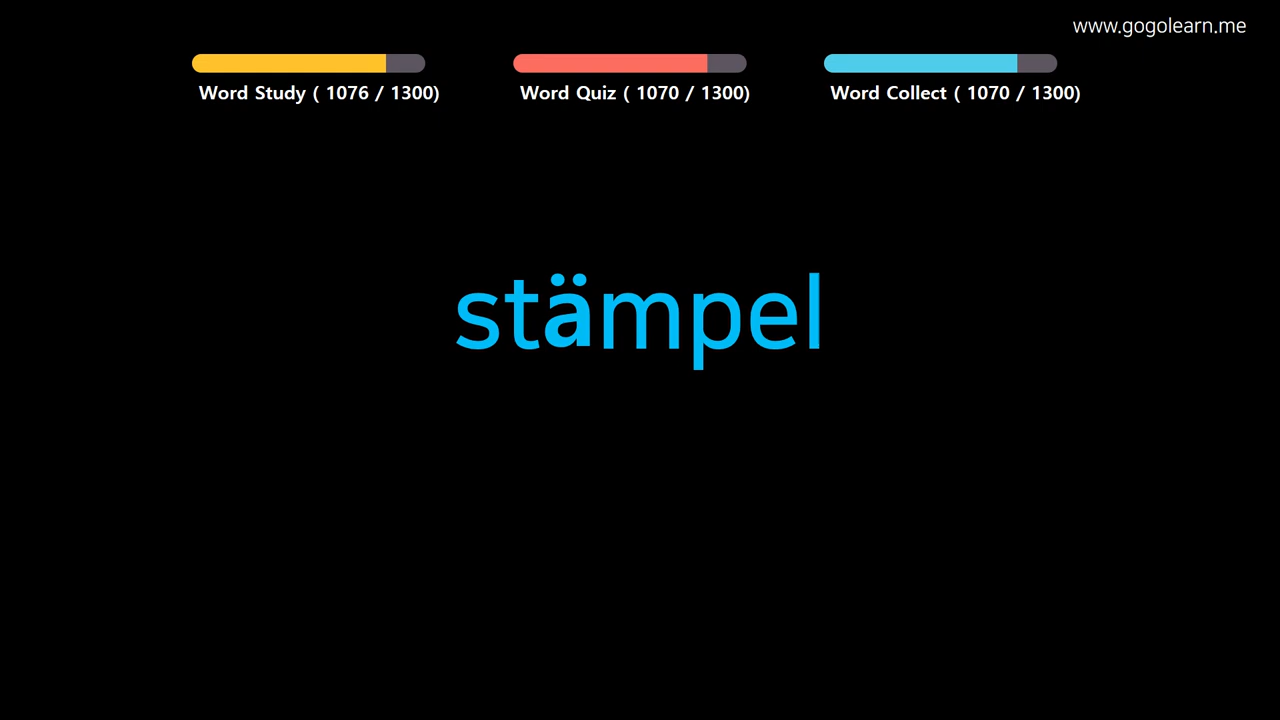 www.gogolearn.me
Word Study ( 1076 / 1300)
Word Quiz ( 1070 / 1300)
Word Collect ( 1070 / 1300)
stämpel